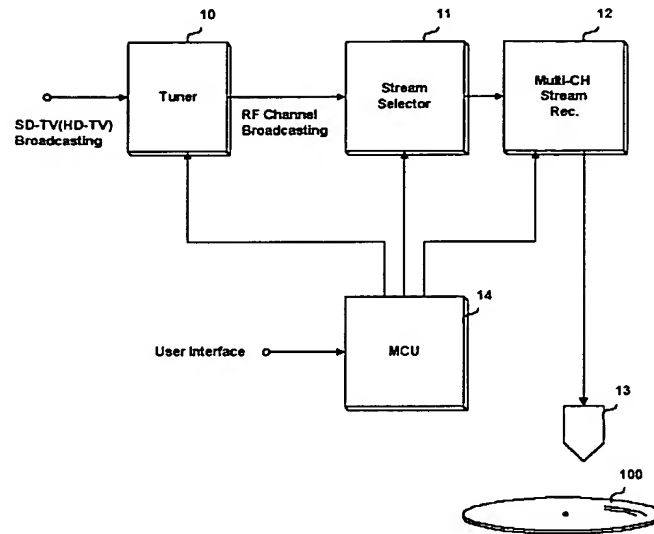 10
11
12
Tuner
Stream
Selector
Multi-CH
Stream
Rec.
SD-TV(HD-TV)
Broadcasting
RF Channel
Broadcasting
14
User Interface
MCU
13
100